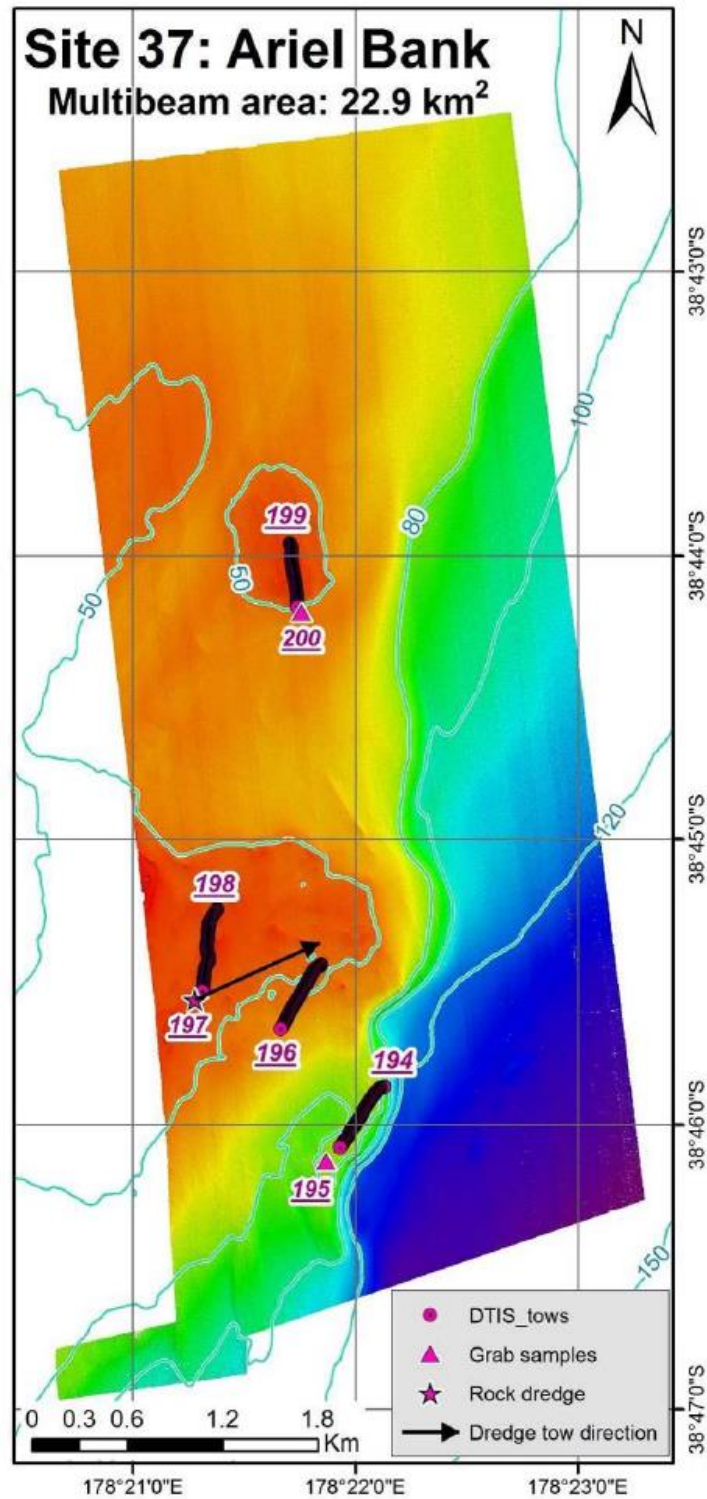 Site 37: Ariel Bank
Multibeam area: 22.9 km²
N
38°43'0"S
100
80
199
50
50
38°44'0"S
200
120
38°45'0"S
198
197
196
194
38°46'0"S
195
150
DTIS_tows
Grab samples
Rock dredge
Dredge tow direction
0 0.3 0.6 1.2 1.8
Km
38°47'0"S
178°21'0"E 178°22'0"E 178°23'0"E